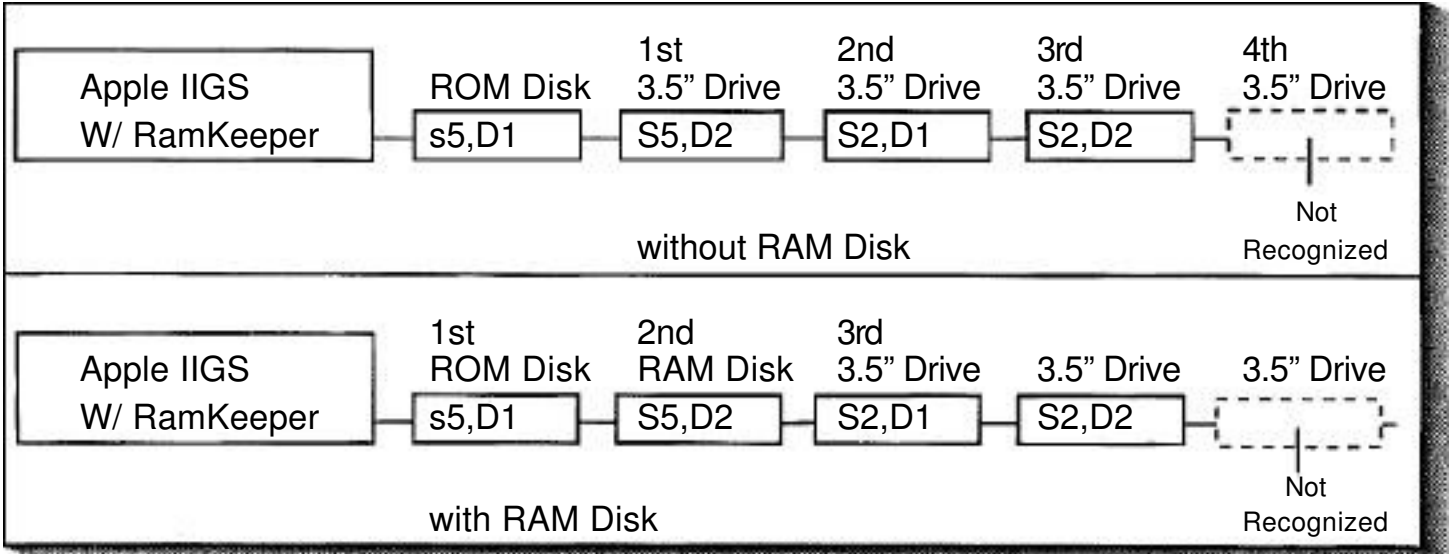 1st 2nd 3rd 4th
Apple IIGS ROM Disk 3.5” Drive 3.5” Drive 3.5” Drive 3.5” Drive
W/ RamKeeper s5,D1 S5,D2 S2,D1 S2,D2
Not
without RAM Disk Recognized
1st 2nd 3rd
Apple IIGS ROM Disk RAM Disk 3.5” Drive 3.5” Drive 3.5” Drive
W/ RamKeeper s5,D1 S5,D2 S2,D1 S2,D2
Not
with RAM Disk Recognized